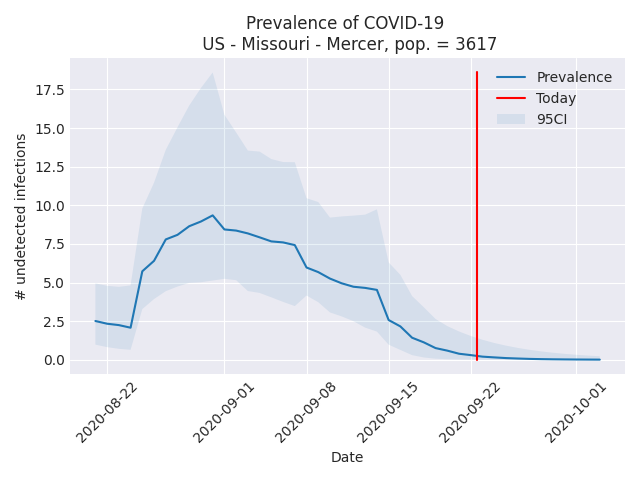 Prevalence of COVID-19
US - Missouri - Mercer, pop. = 3617
Prevalence
Today
95CI
# undetected infections
17.5
15.0
12.5
10.0
7.5
5.0
2.5
0.0
2020-08-22
2020-09-01
2020-09-08
2020-09-15
2020-09-22
2020-10-01
Date